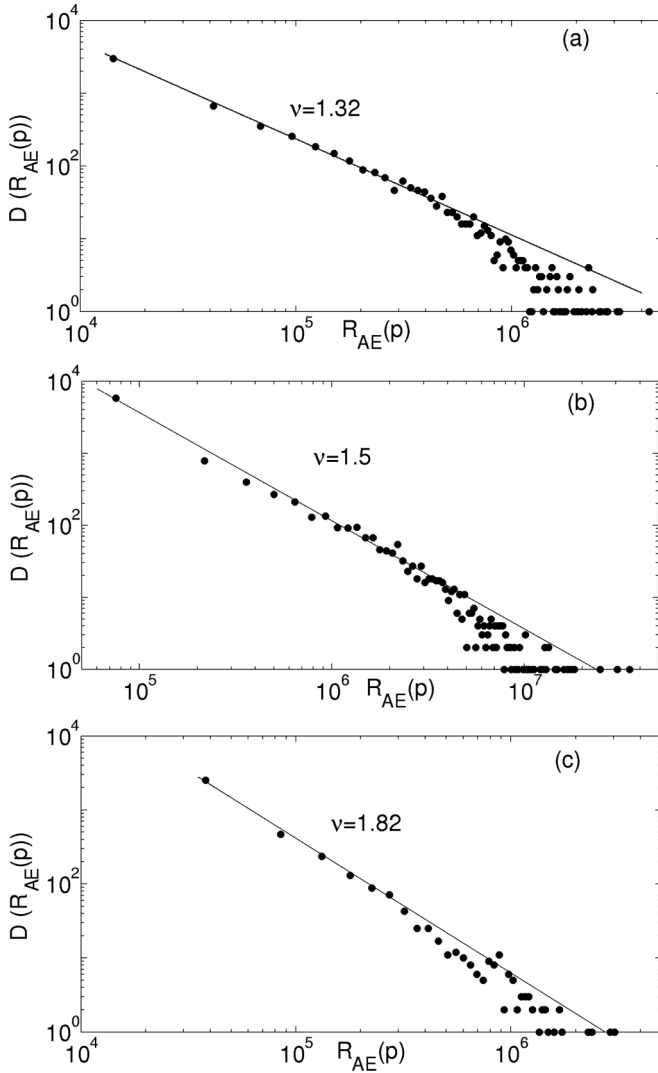 10^4
(a)
ν=1.32
D (R_AE(p))
10^2
10^0
10^4 10^5 10^6
R_AE(p)
10^4
(b)
ν=1.5
D (R_AE(p))
10^2
10^0
10^5 10^6 10^7
R_AE(p)
10^4
(c)
ν=1.82
D (R_AE(p))
10^2
10^0
10^4 10^5 10^6
R_AE(p)